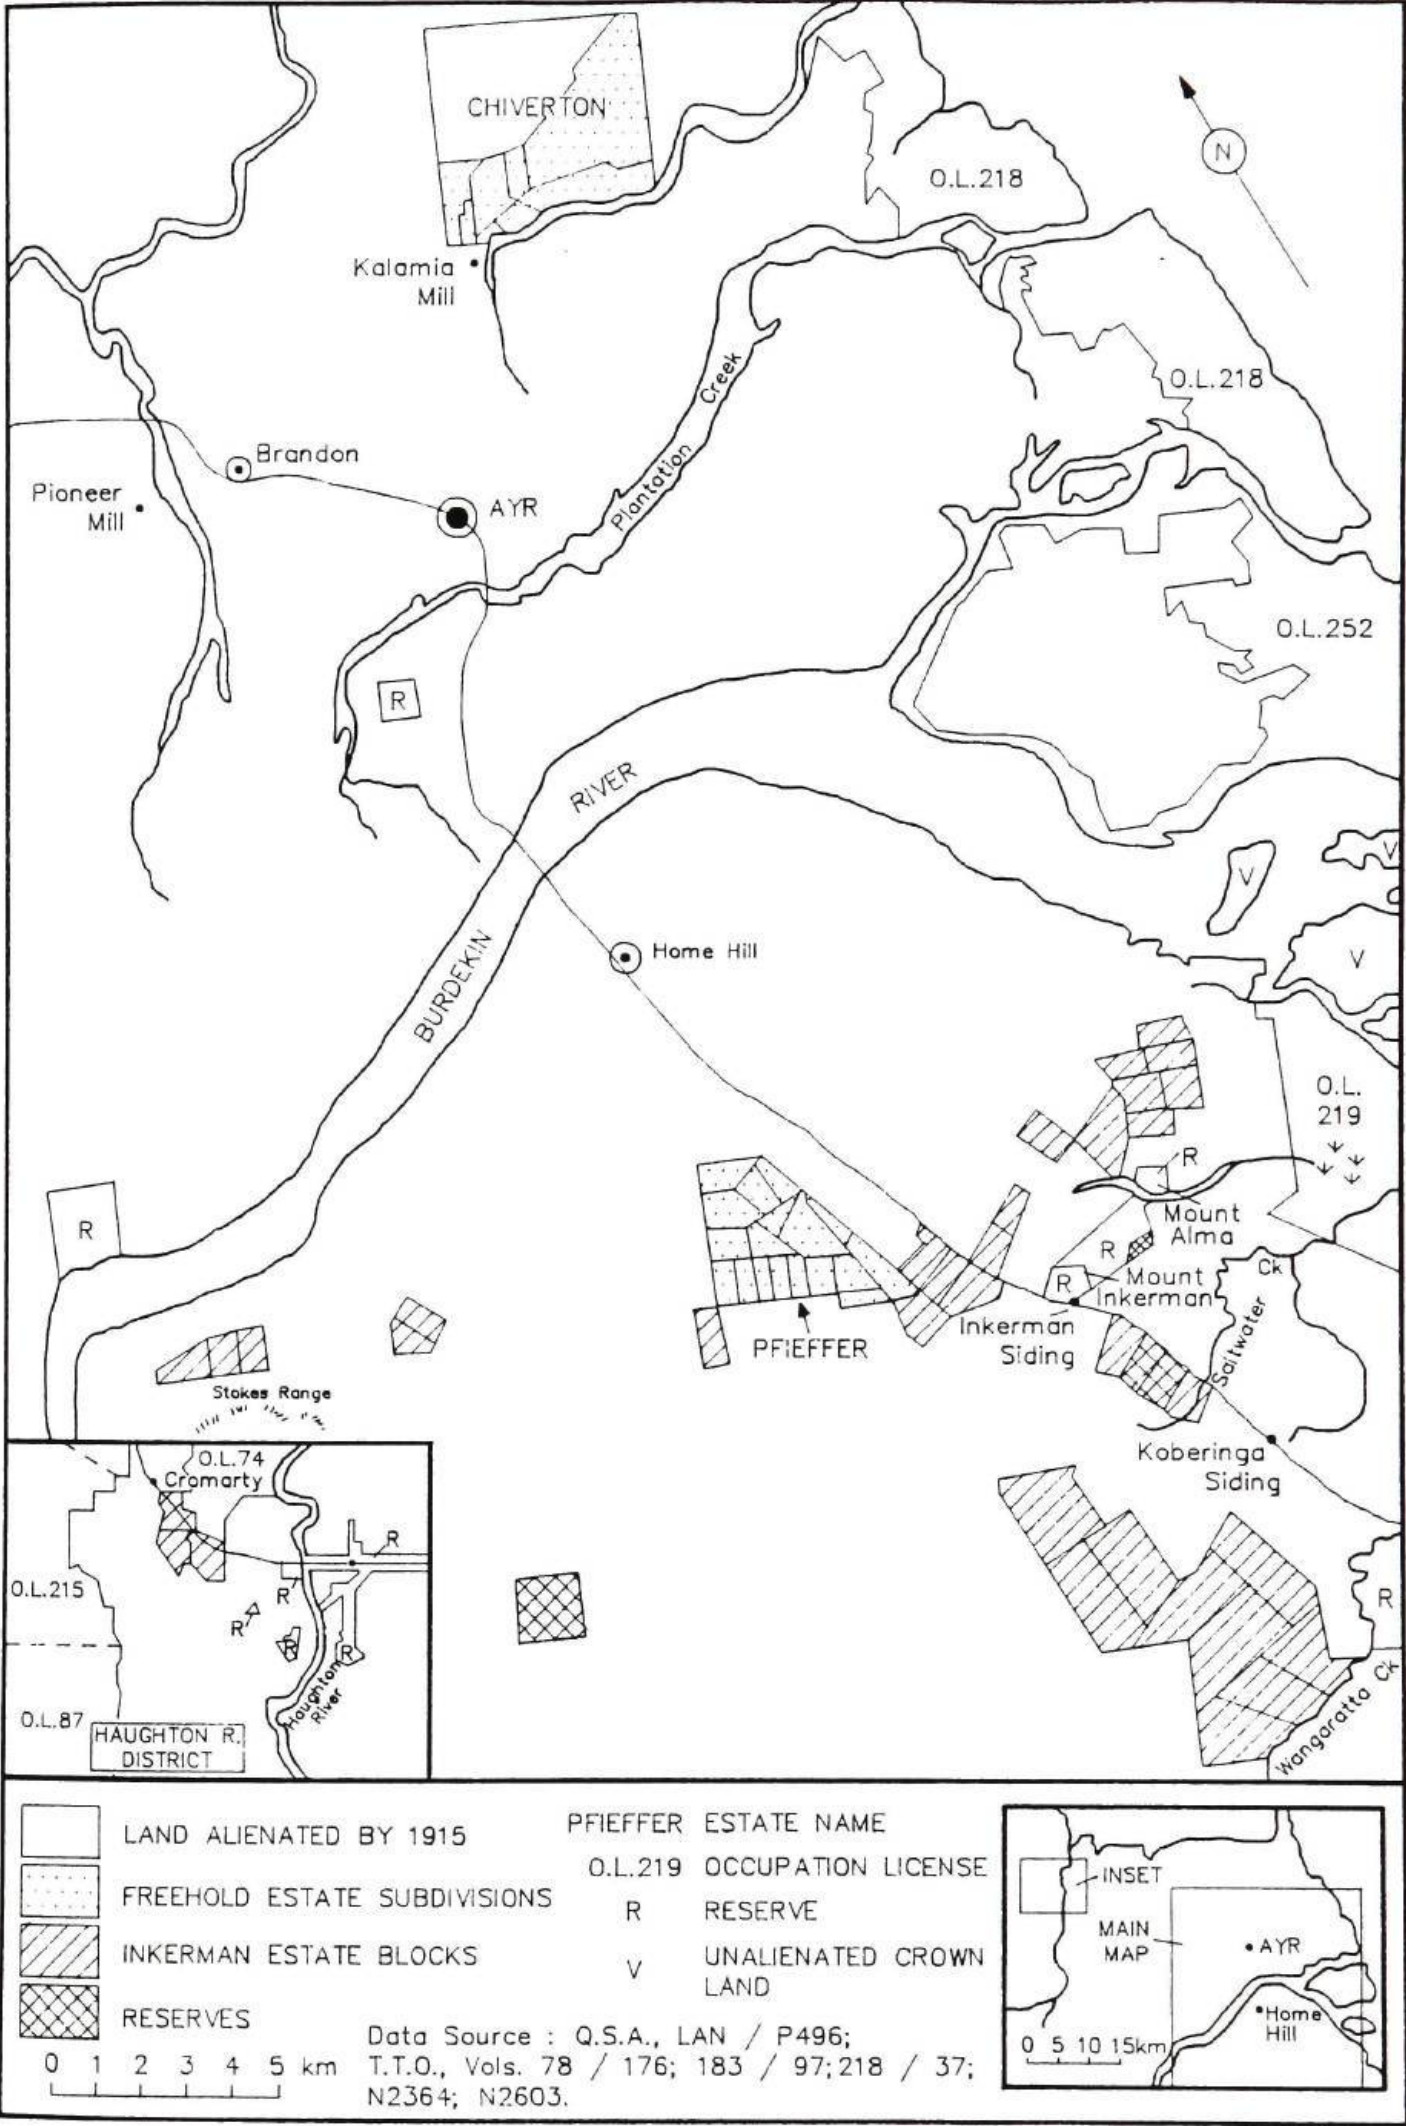 CHIVERTON
N
O.L.218
Kalamia
Mill
O.L.218
Plantation Creek
Brandon
Pioneer
Mill
AYR
O.L.252
R
RIVER
V
V
V
BURDEKIN
Home Hill
O.L.
219
R
R
Mount
Alma
R
Ck
R
Mount
Inkerman
Inkerman
Siding
Saltwater
PFIEFFER
Stokes Range
Koberinga
Siding
R
Wangaratta Ck
O.L.74
Cromarty
R
O.L.215
R
R
R
R
Haughton
River
O.L.87
HAUGHTON R.
DISTRICT
LAND ALIENATED BY 1915
FREEHOLD ESTATE SUBDIVISIONS
INKERMAN ESTATE BLOCKS
RESERVES
0 1 2 3 4 5 km
PFIEFFER ESTATE NAME
O.L.219 OCCUPATION LICENSE
R RESERVE
V UNALIENATED CROWN
LAND
Data Source : Q.S.A., LAN / P496;
T.T.O., Vols. 78 / 176; 183 / 97; 218 / 37;
N2364; N2603.
INSET
MAIN
MAP
AYR
Home
Hill
0 5 10 15km